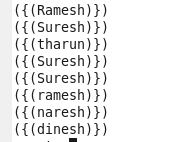 ({(Ramesh)})
({(Suresh)})
({(tharun)})
({(Suresh)})
({(Suresh)})
({(ramesh)})
({(naresh)})
({(dinesh)})